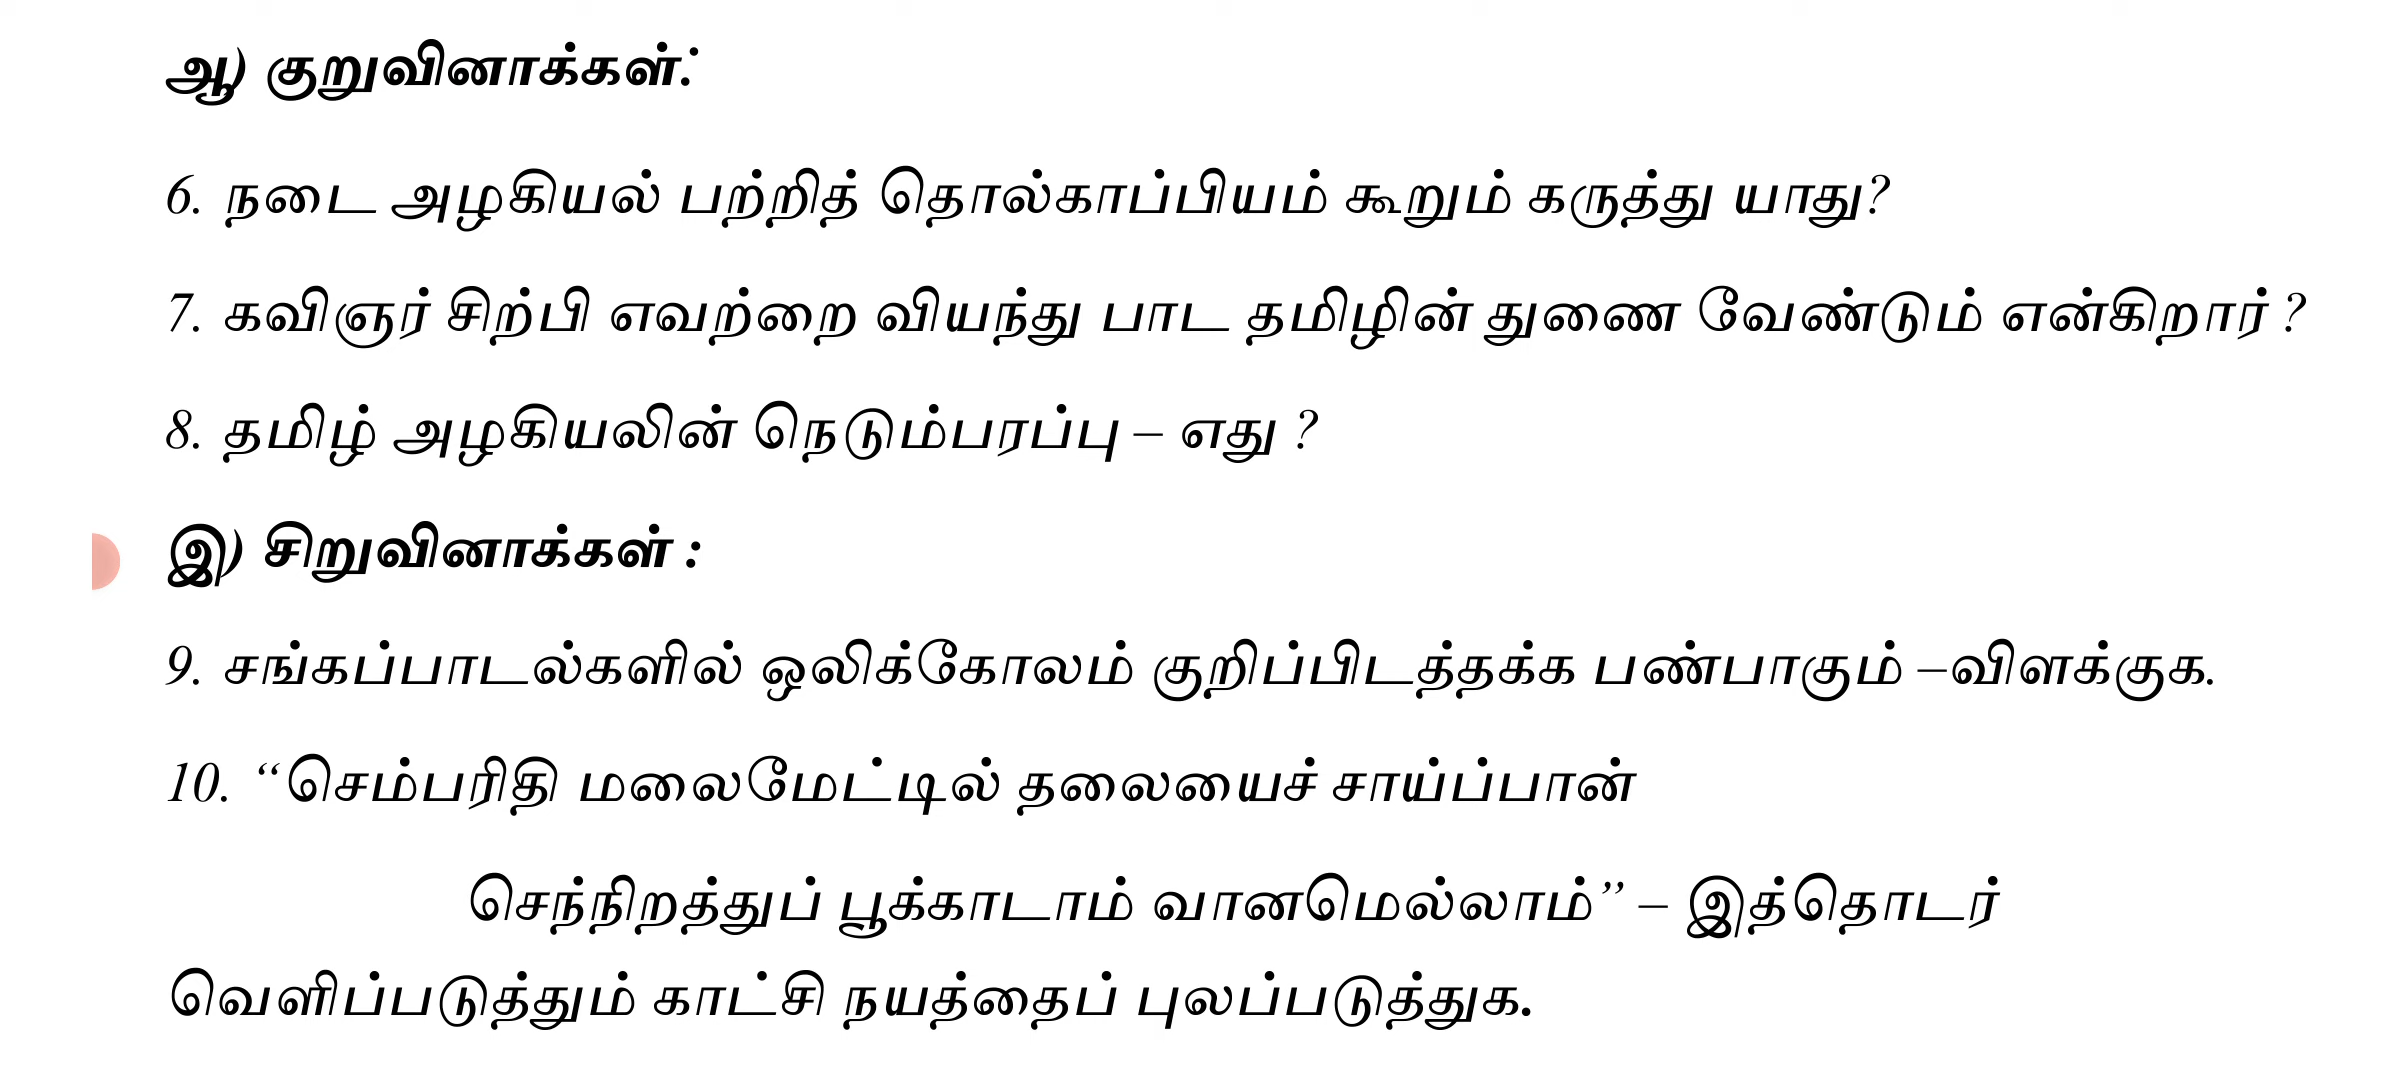 ஆ) குறுவினாக்கள்:
6. நடை அழகியல் பற்றித் தொல்காப்பியம் கூறும் கருத்து யாது?
7. கவிஞர் சிற்பி எவற்றை வியந்து பாட தமிழின் துணை வேண்டும் என்கிறார் ?
8. தமிழ் அழகியலின் நெடும்பரப்பு – எது ?
இ) சிறுவினாக்கள் :
9. சங்கப்பாடல்களில் ஒலிக்கோலம் குறிப்பிடத்தக்க பண்பாகும் –விளக்குக.
10. “செம்பரிதி மலைமேட்டில் தலையைச் சாய்ப்பான்
செந்நிறத்துப் பூக்காடாம் வானமெல்லாம்” – இத்தொடர்
வெளிப்படுத்தும் காட்சி நயத்தைப் புலப்படுத்துக.